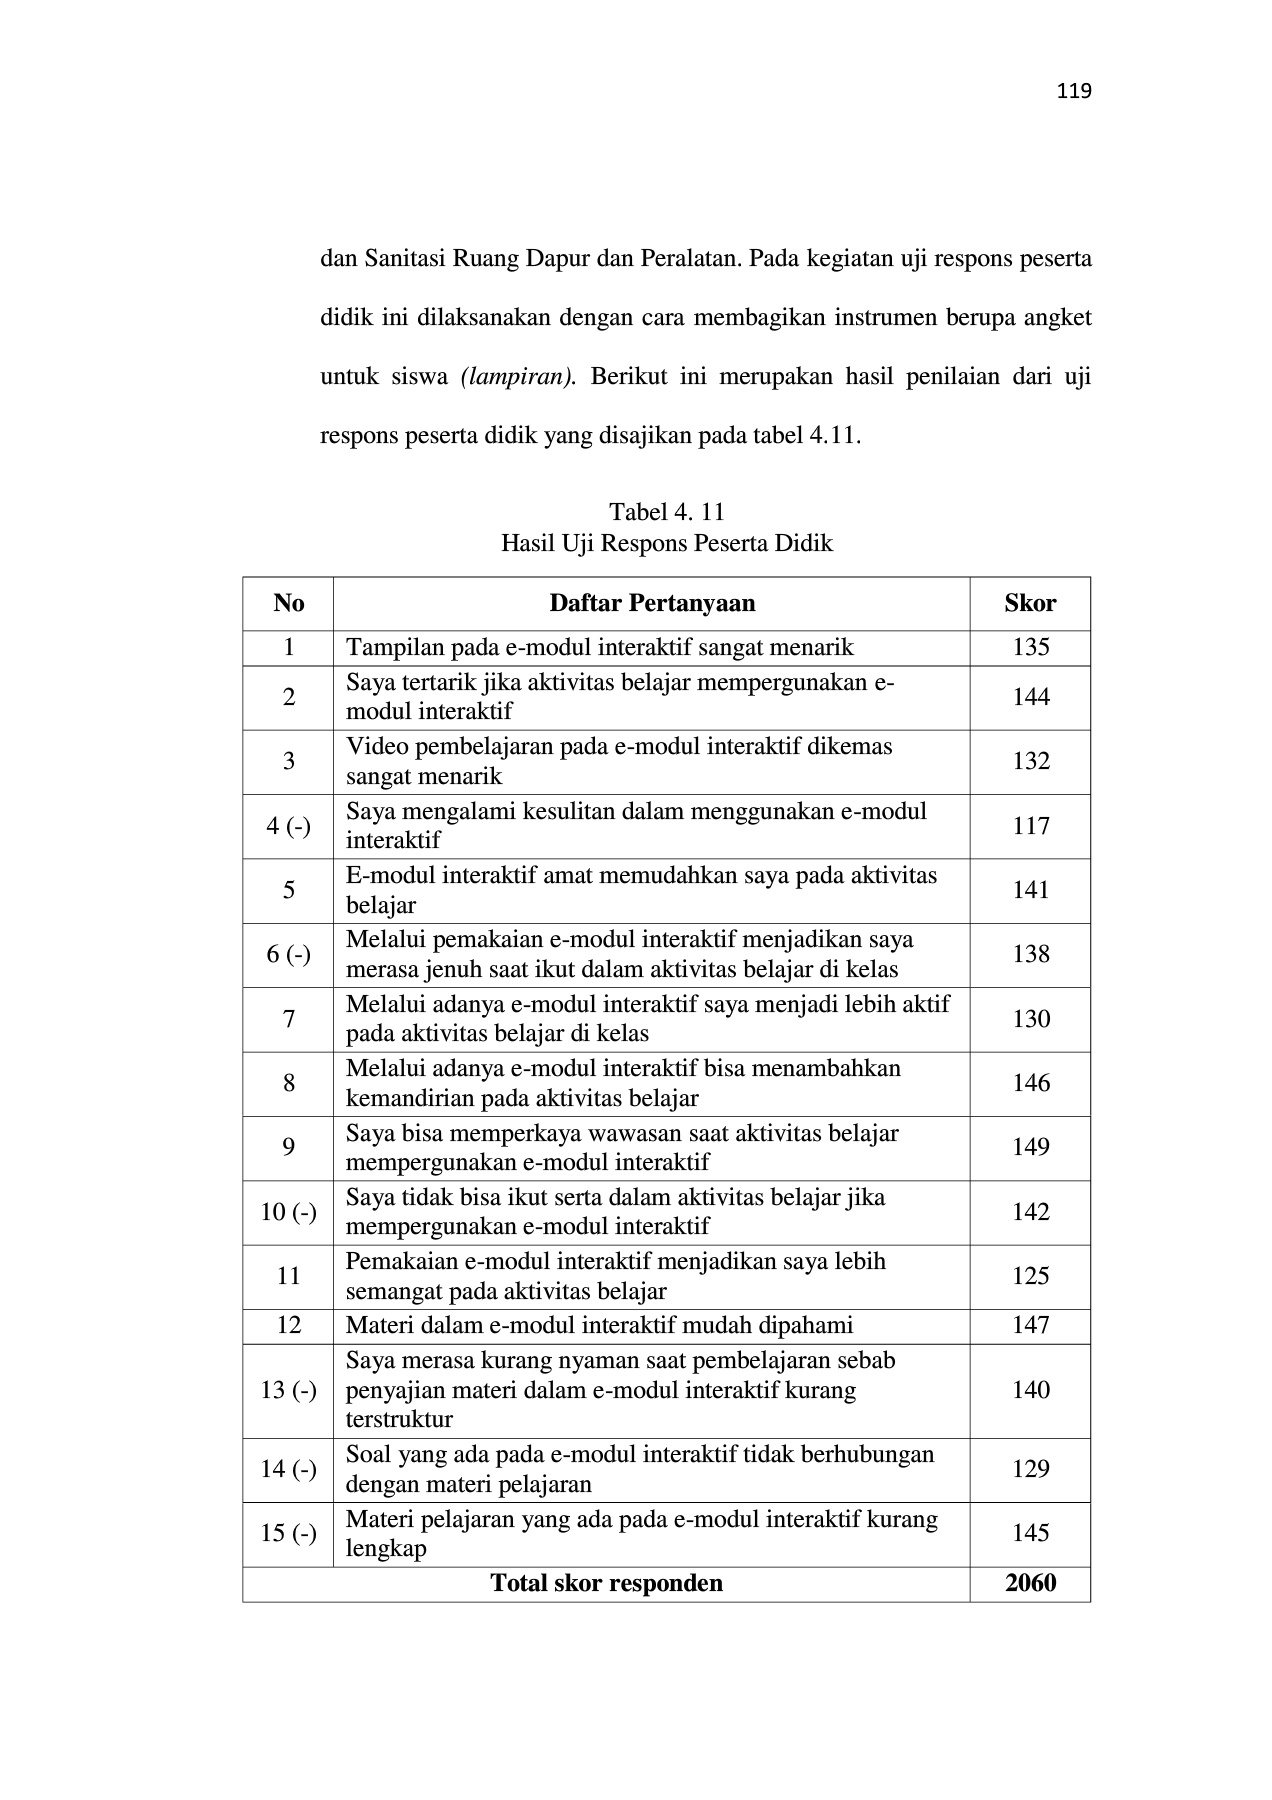 119
dan Sanitasi Ruang Dapur dan Peralatan. Pada kegiatan uji respons peserta
didik ini dilaksanakan dengan cara membagikan instrumen berupa angket
untuk siswa (lampiran). Berikut ini merupakan hasil penilaian dari uji
respons peserta didik yang disajikan pada tabel 4.11.
Tabel 4. 11
Hasil Uji Respons Peserta Didik
No Daftar Pertanyaan Skor
1 Tampilan pada e-modul interaktif sangat menarik 135
2 Saya tertarik jika aktivitas belajar mempergunakan e-
modul interaktif 144
3 Video pembelajaran pada e-modul interaktif dikemas
sangat menarik 132
4 (-) Saya mengalami kesulitan dalam menggunakan e-modul
interaktif 117
5 E-modul interaktif amat memudahkan saya pada aktivitas
belajar 141
6 (-) Melalui pemakaian e-modul interaktif menjadikan saya
merasa jenuh saat ikut dalam aktivitas belajar di kelas 138
7 Melalui adanya e-modul interaktif saya menjadi lebih aktif
pada aktivitas belajar di kelas 130
8 Melalui adanya e-modul interaktif bisa menambahkan
kemandirian pada aktivitas belajar 146
9 Saya bisa memperkaya wawasan saat aktivitas belajar
mempergunakan e-modul interaktif 149
10 (-) Saya tidak bisa ikut serta dalam aktivitas belajar jika
mempergunakan e-modul interaktif 142
11 Pemakaian e-modul interaktif menjadikan saya lebih
semangat pada aktivitas belajar 125
12 Materi dalam e-modul interaktif mudah dipahami 147
13 (-) Saya merasa kurang nyaman saat pembelajaran sebab
penyajian materi dalam e-modul interaktif kurang
terstruktur 140
14 (-) Soal yang ada pada e-modul interaktif tidak berhubungan
dengan materi pelajaran 129
15 (-) Materi pelajaran yang ada pada e-modul interaktif kurang
lengkap 145
Total skor responden 2060